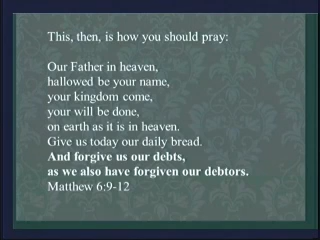 This, then, is how you should pray:
Our Father in heaven,
hallowed be your name,
your kingdom come,
your will be done,
on earth as it is in heaven.
Give us today our daily bread.
And forgive us our debts,
as we also have forgiven our debtors.
Matthew 6:9-12